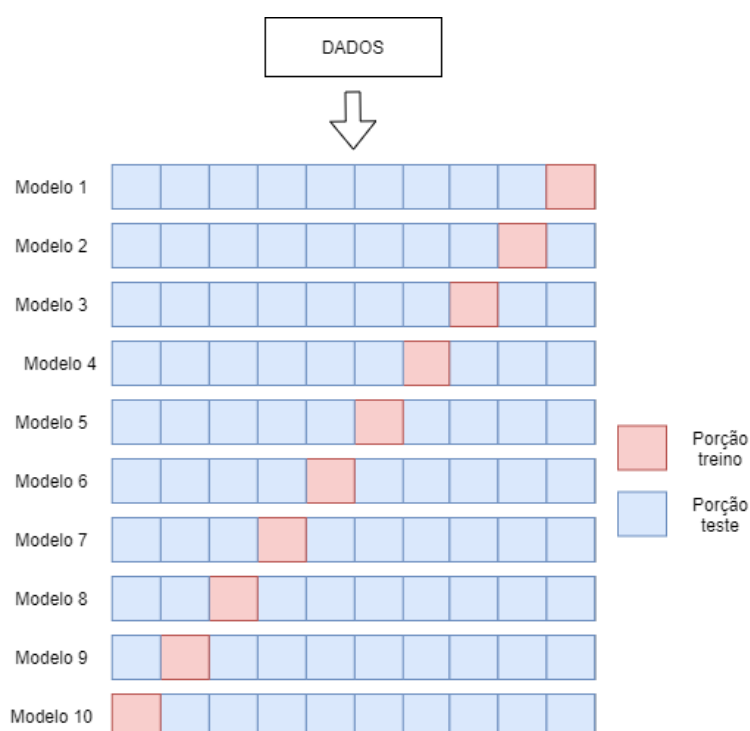 DADOS
Modelo 1
Modelo 2
Modelo 3
Modelo 4
Modelo 5
Modelo 6
Modelo 7
Modelo 8
Modelo 9
Modelo 10
Porção
treino
Porção
teste